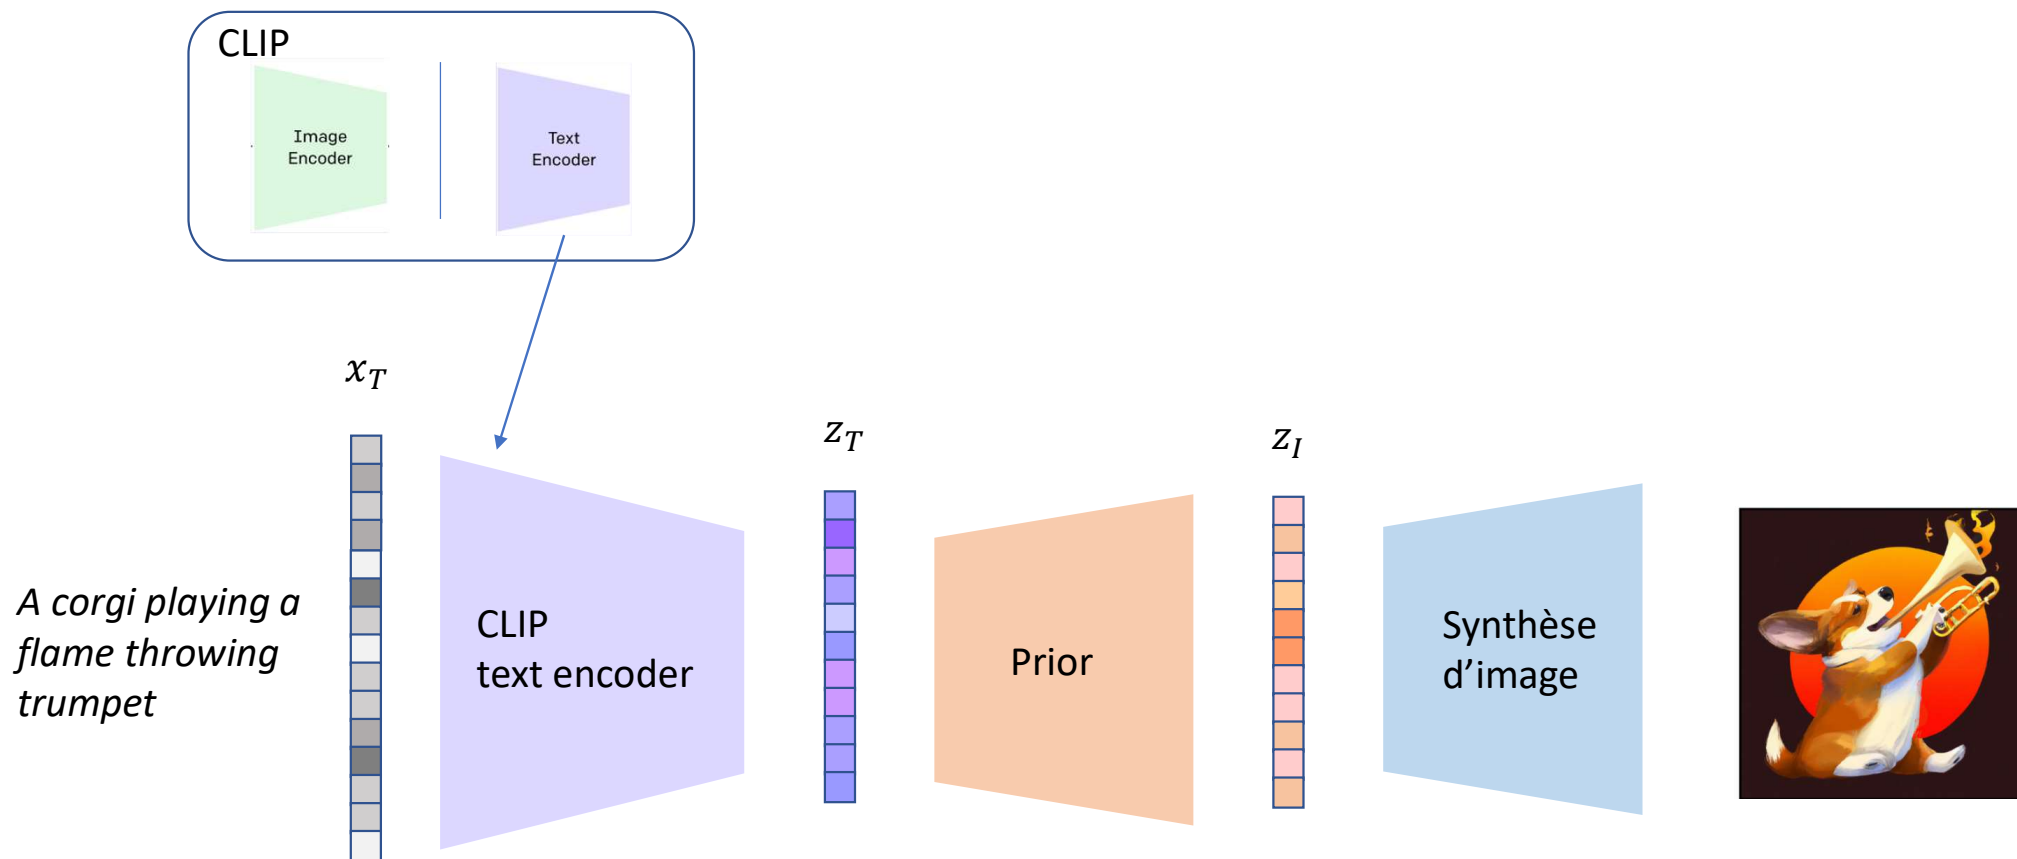 CLIP
Image
Encoder
Text
Encoder
x_T
z_T
z_I
A corgi playing a
flame throwing
trumpet
CLIP
text encoder
Prior
Synthèse
d’image